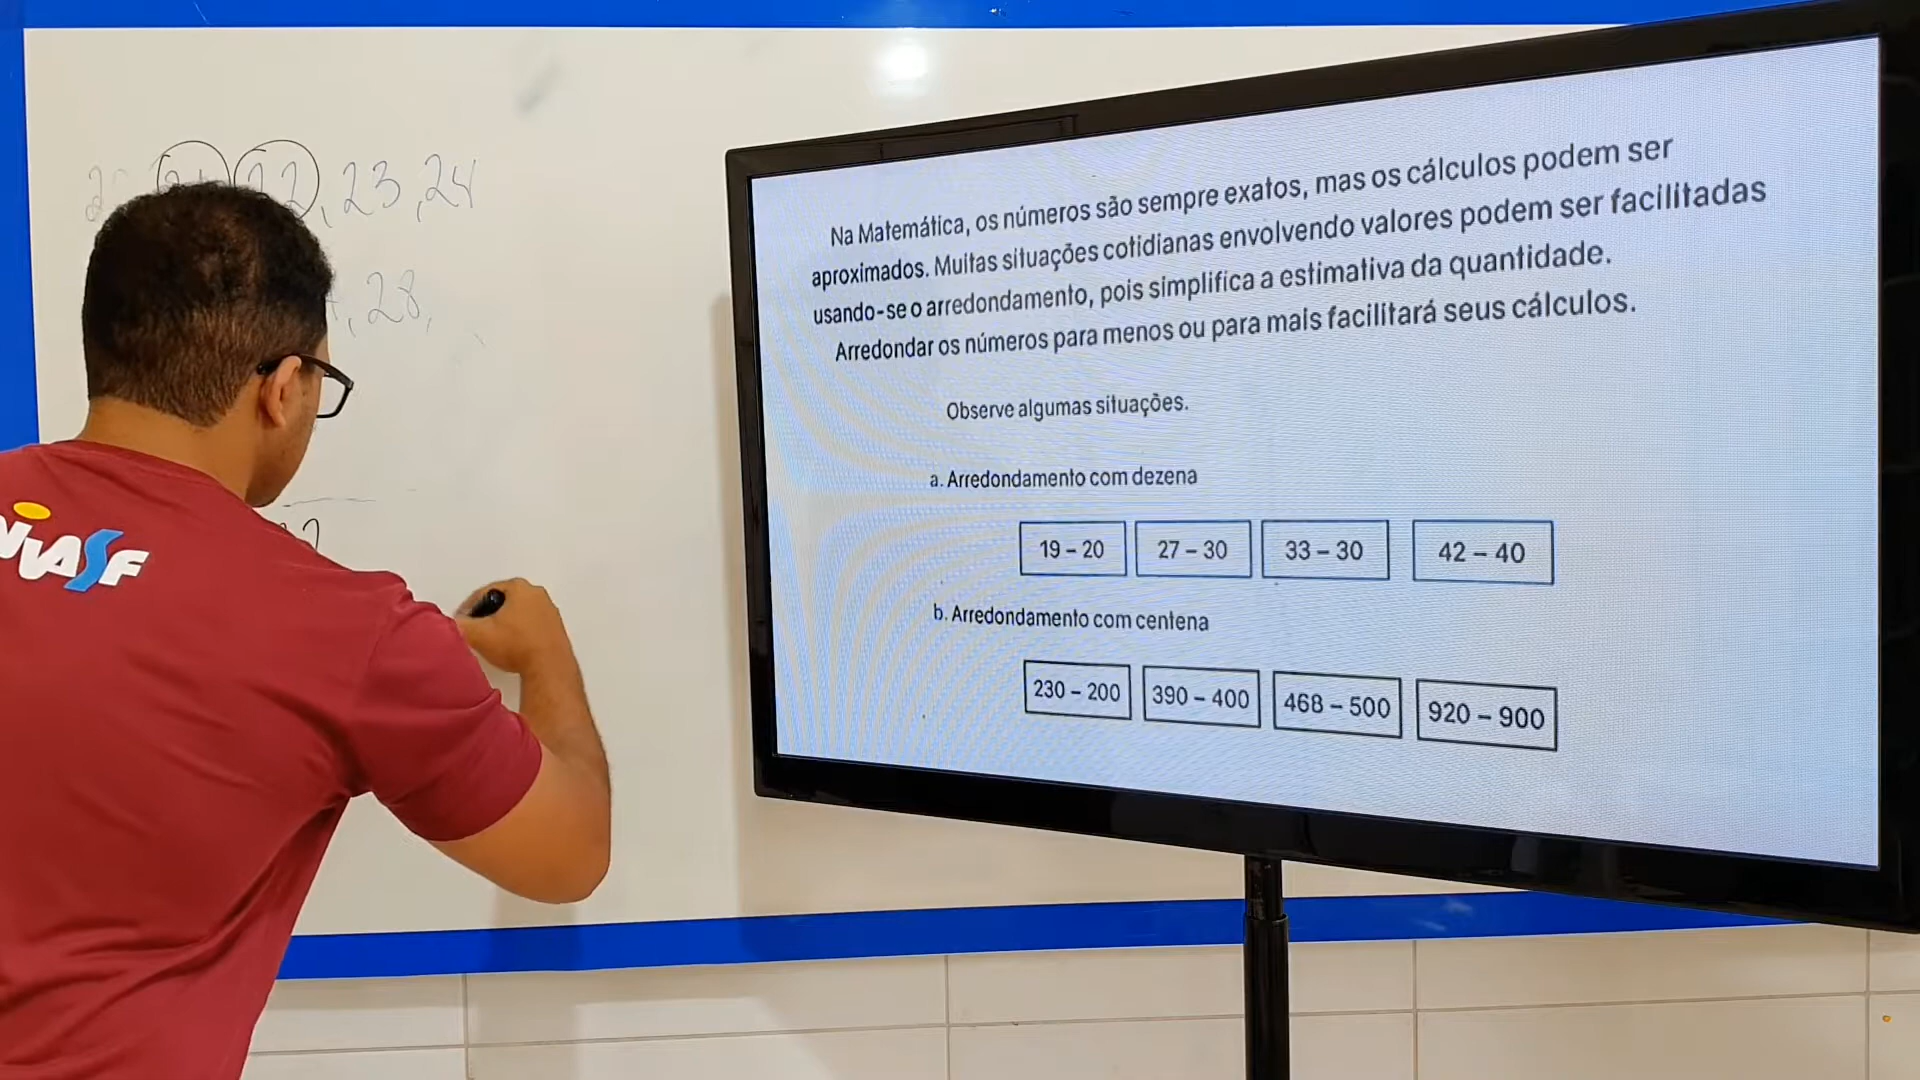 22, 23, 24
, 28,
Na Matemática, os números são sempre exatos, mas os cálculos podem ser
aproximados. Muitas situações cotidianas envolvendo valores podem ser facilitadas
usando-se o arredondamento, pois simplifica a estimativa da quantidade.
Arredondar os números para menos ou para mais facilitará seus cálculos.
Observe algumas situações.
a. Arredondamento com dezena
19 – 20 27 – 30 33 – 30 42 – 40
b. Arredondamento com centena
230 – 200 390 – 400 468 – 500 920 – 900